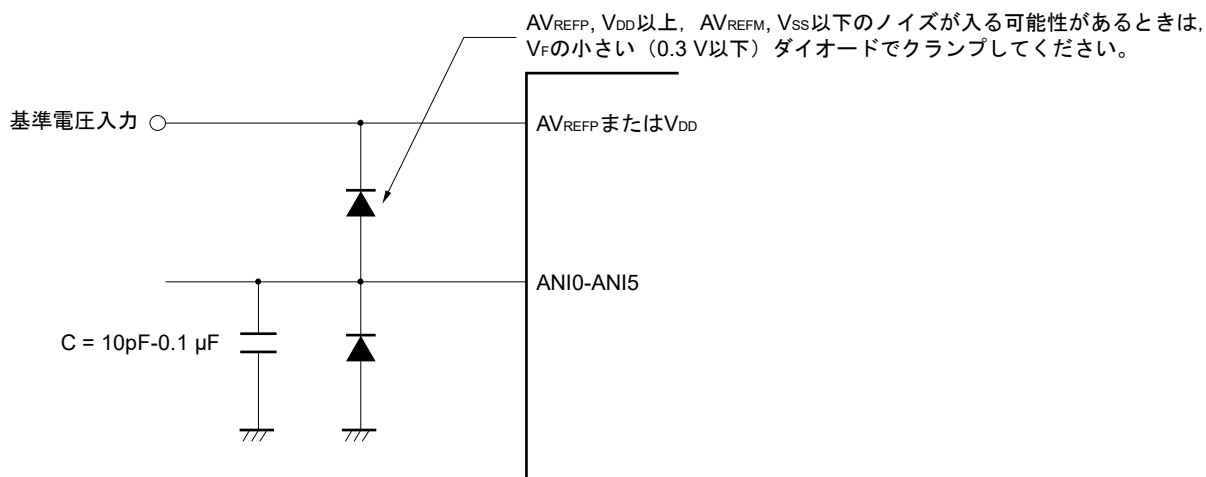 AVREFP, VDD以上，AVREFM, VSS以下のノイズが入る可能性があるときは，
VFの小さい（0.3 V以下）ダイオードでクランプしてください。
基準電圧入力
AVREFPまたはVDD
ANI0-ANI5
C = 10pF-0.1 μF